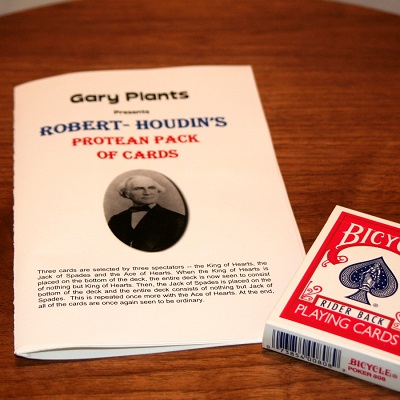 Gary Plants
Presents
ROBERT- HOUDIN'S
PROTEAN PACK
OF CARDS
Three cards are selected by three spectators -- the King of Hearts, the
Jack of Spades and the Ace of Hearts. When the King of Hearts is
placed on the bottom of the deck, the entire deck is now seen to consist
of nothing but King of Hearts. Then, the Jack of Spades is placed on the
bottom of the deck and the entire deck consists of nothing but Jack of
Spades. This is repeated once more with the Ace of Hearts. At the end,
all of the cards are once again seen to be ordinary.
BICYCLE
RIDER BACK
PLAYING CARDS
BICYCLE®
POKER 808